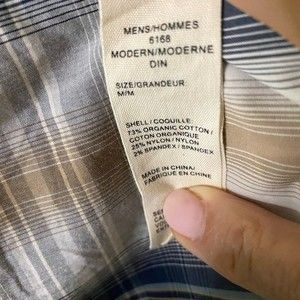 MENS/HOMMES
6168
MODERN/MODERNE
DIN
SIZE/GRANDEUR
M/M
SHELL / COQUILLE:
73% ORGANIC COTTON /
COTON ORGANIQUE
25% NYLON / NYLON
2% SPANDEX / SPANDEX
MADE IN CHINA/
FABRIQUE EN CHINE